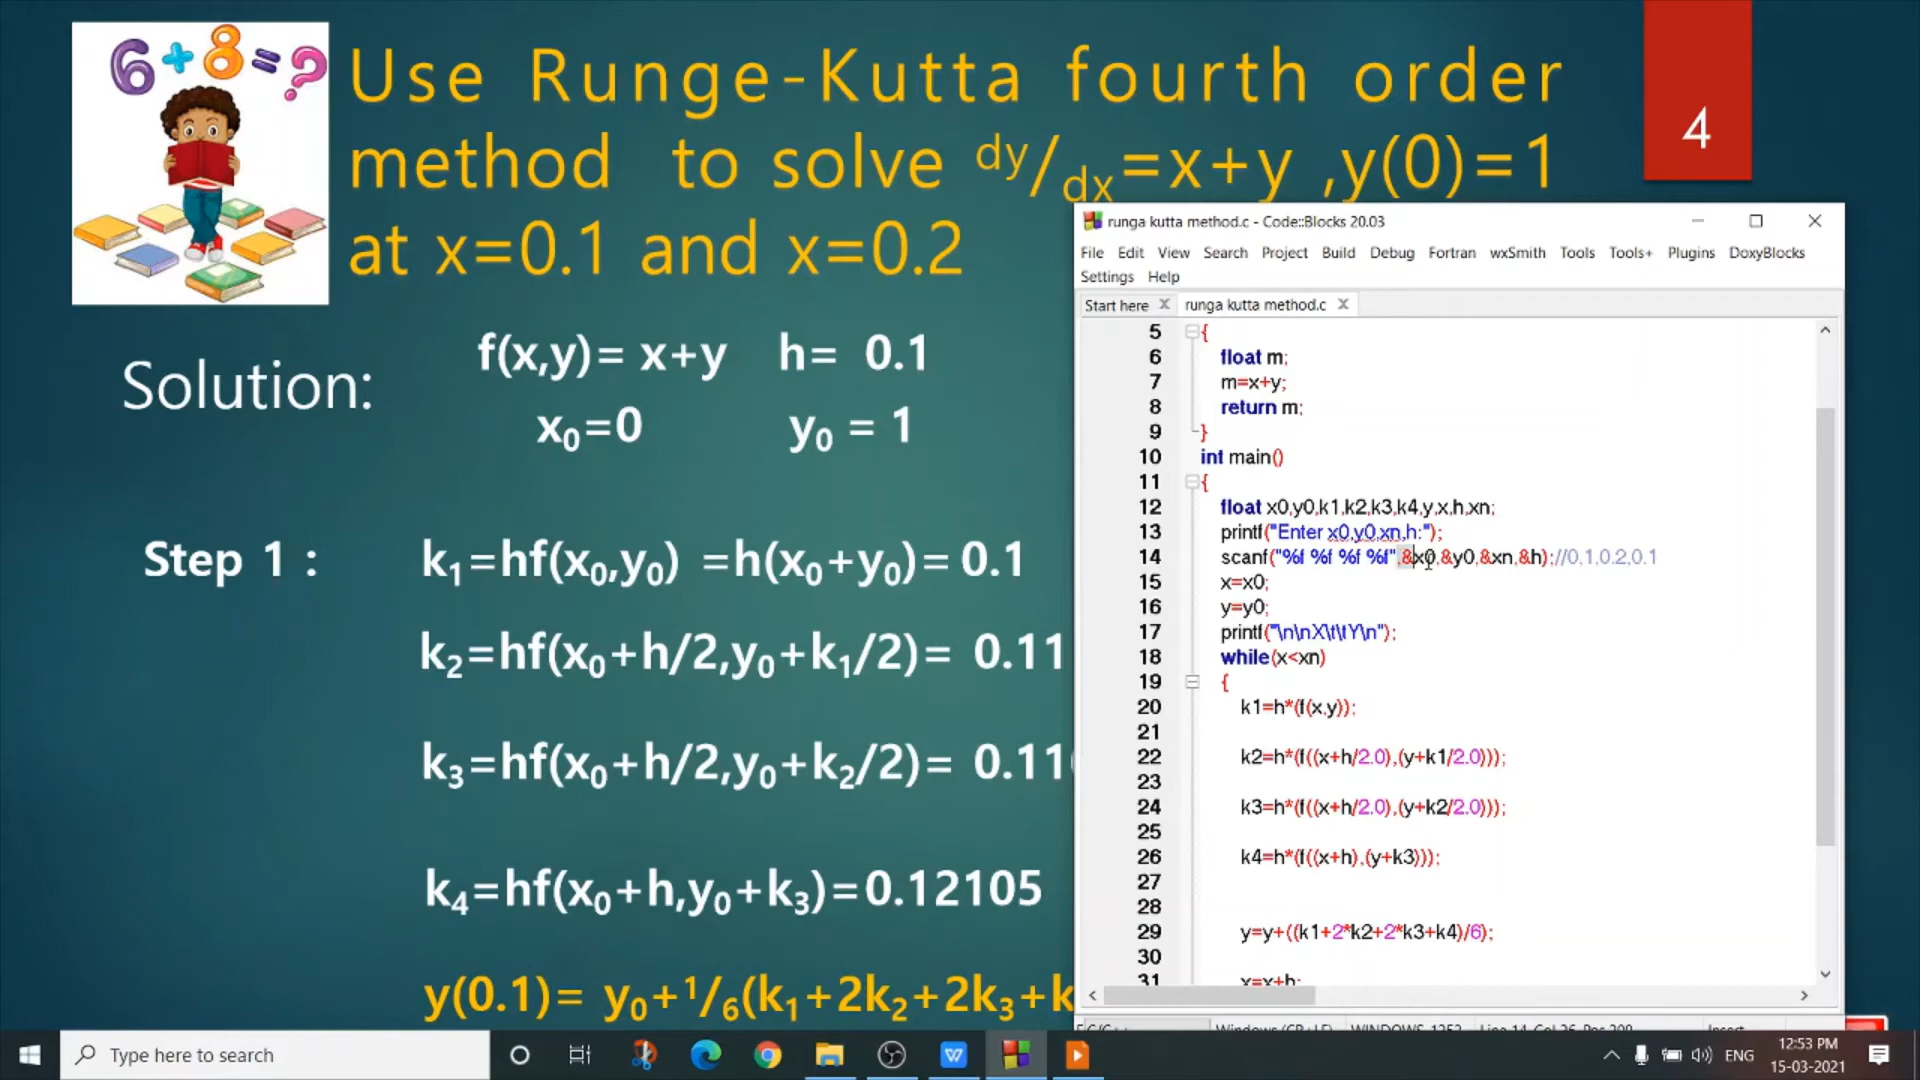 6+8=?
Use Runge-Kutta fourth order
method to solve dy/dx=x+y ,y(0)=1
at x=0.1 and x=0.2
4
Solution:
f(x,y)= x+y h= 0.1
x₀=0 y₀ = 1
Step 1 :
k₁=hf(x₀,y₀) =h(x₀+y₀)= 0.1
k₂=hf(x₀+h/2,y₀+k₁/2)= 0.11
k₃=hf(x₀+h/2,y₀+k₂/2)= 0.11
k₄=hf(x₀+h,y₀+k₃)=0.12105
y(0.1)= y₀+¹/₆(k₁+2k₂+2k₃+k
runga kutta method.c - Code::Blocks 20.03
File Edit View Search Project Build Debug Fortran wxSmith Tools Tools+ Plugins DoxyBlocks
Settings Help
Start here runga kutta method.c
5 {
6 float m;
7 m=x+y;
8 return m;
9 }
10 int main()
11 {
12 float x0,y0,k1,k2,k3,k4,y,x,h,xn;
13 printf("Enter x0,y0,xn,h:");
14 scanf("%f %f %f %f",&x0,&y0,&xn,&h);//0,1,0.2,0.1
15 x=x0;
16 y=y0;
17 printf("\n\nX\t\tY\n");
18 while(x<xn)
19 {
20 k1=h*(f(x,y));
21
22 k2=h*(f((x+h/2.0),(y+k1/2.0)));
23
24 k3=h*(f((x+h/2.0),(y+k2/2.0)));
25
26 k4=h*(f((x+h),(y+k3)));
27
28
29 y=y+((k1+2*k2+2*k3+k4)/6);
30
31 x=x+h;
Type here to search
ENG
12:53 PM
15-03-2021